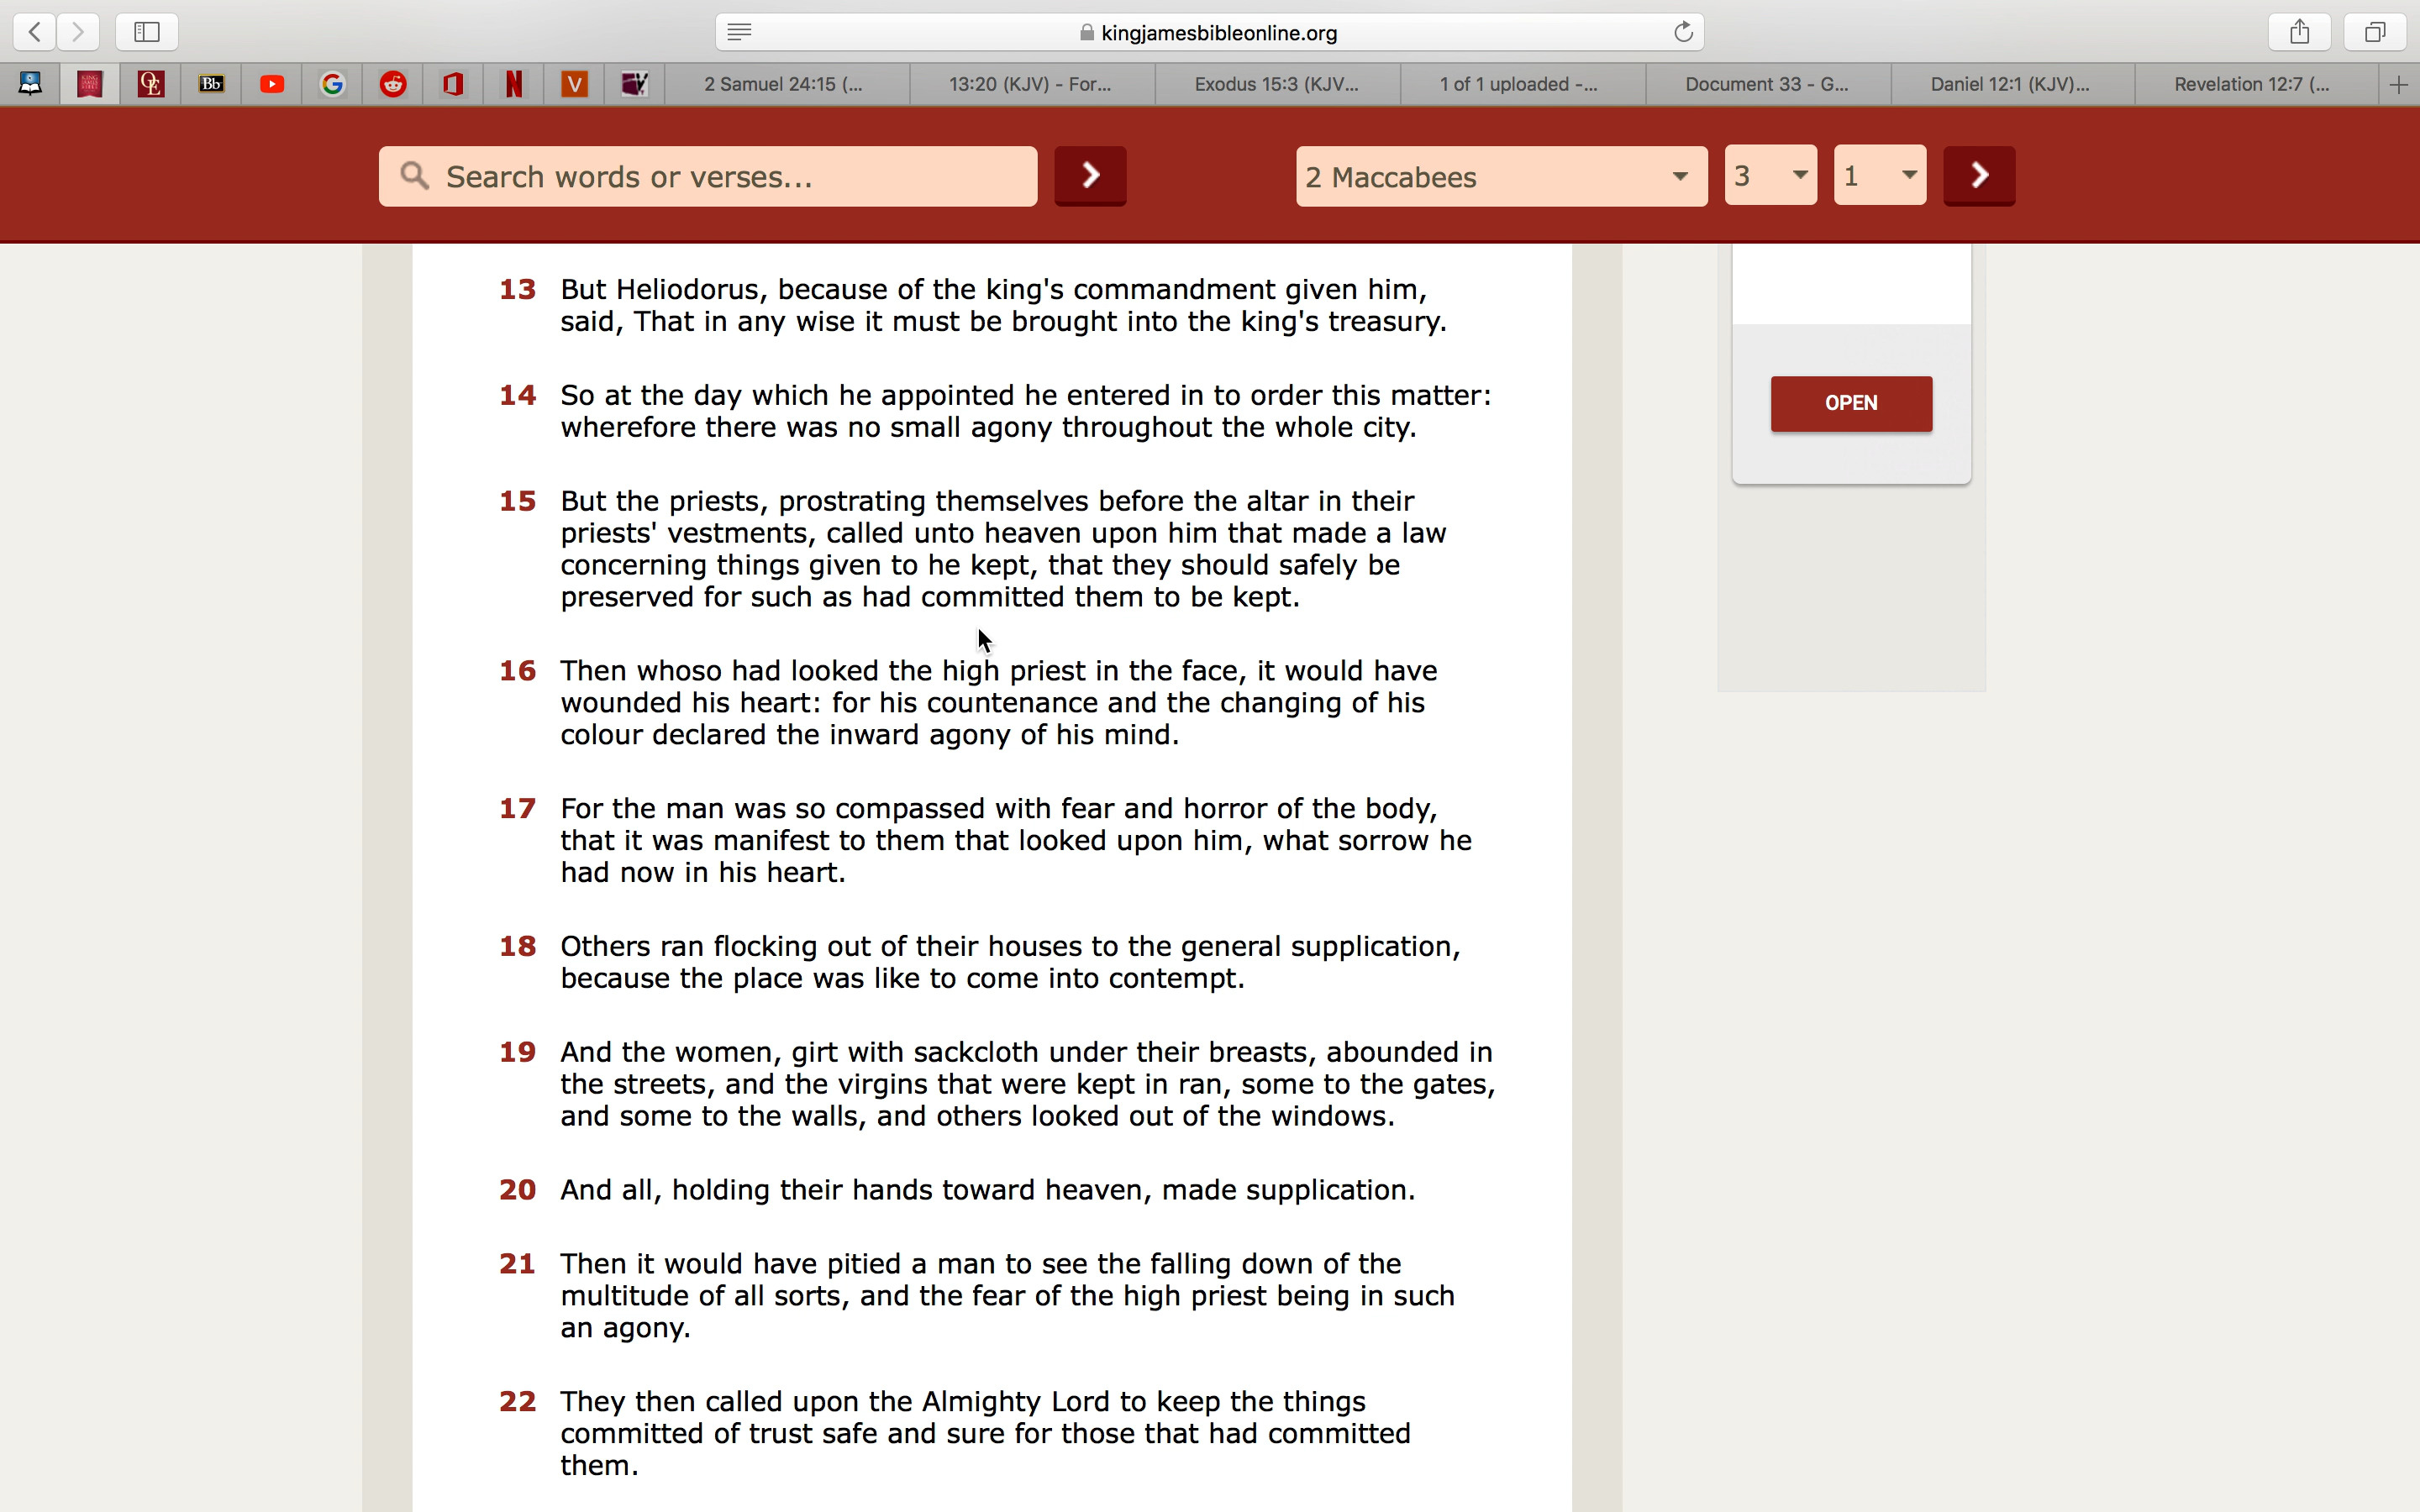 kingjamesbibleonline.org
2 Samuel 24:15 (...
13:20 (KJV) - For...
Exodus 15:3 (KJV...
1 of 1 uploaded -...
Document 33 - G...
Daniel 12:1 (KJV)...
Revelation 12:7 (...
Search words or verses...
2 Maccabees
3
1
13 But Heliodorus, because of the king's commandment given him,
said, That in any wise it must be brought into the king's treasury.
14 So at the day which he appointed he entered in to order this matter:
wherefore there was no small agony throughout the whole city.
15 But the priests, prostrating themselves before the altar in their
priests' vestments, called unto heaven upon him that made a law
concerning things given to he kept, that they should safely be
preserved for such as had committed them to be kept.
16 Then whoso had looked the high priest in the face, it would have
wounded his heart: for his countenance and the changing of his
colour declared the inward agony of his mind.
17 For the man was so compassed with fear and horror of the body,
that it was manifest to them that looked upon him, what sorrow he
had now in his heart.
18 Others ran flocking out of their houses to the general supplication,
because the place was like to come into contempt.
19 And the women, girt with sackcloth under their breasts, abounded in
the streets, and the virgins that were kept in ran, some to the gates,
and some to the walls, and others looked out of the windows.
20 And all, holding their hands toward heaven, made supplication.
21 Then it would have pitied a man to see the falling down of the
multitude of all sorts, and the fear of the high priest being in such
an agony.
22 They then called upon the Almighty Lord to keep the things
committed of trust safe and sure for those that had committed
them.
OPEN